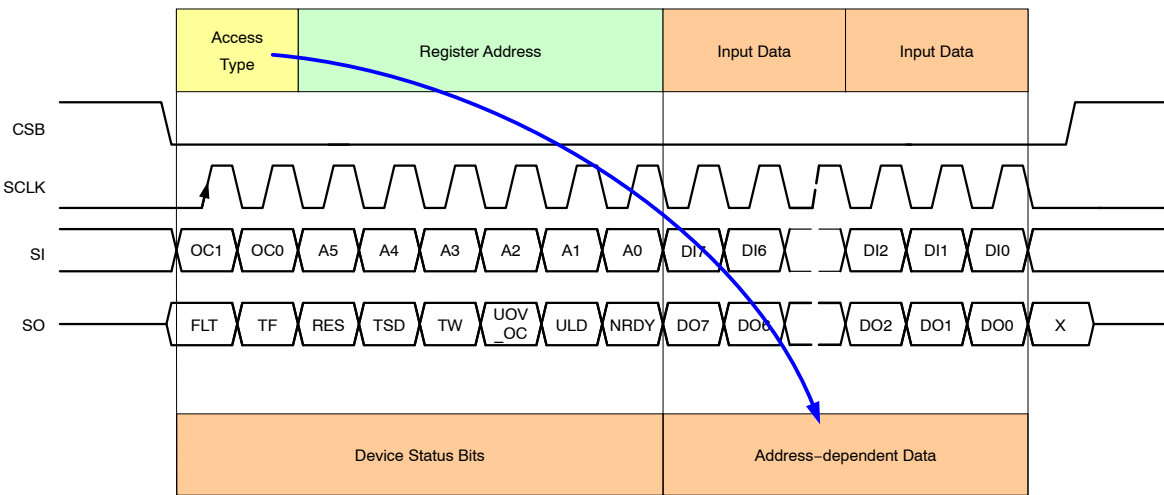 Access
Type
Register Address
Input Data
Input Data
CSB
SCLK
SI
OC1 OC0 A5 A4 A3 A2 A1 A0 DI7 DI6 DI2 DI1 DI0
SO
FLT TF RES TSD TW UOV
_OC ULD NRDY DO7 DO6 DO2 DO1 DO0 X
Device Status Bits
Address−dependent Data